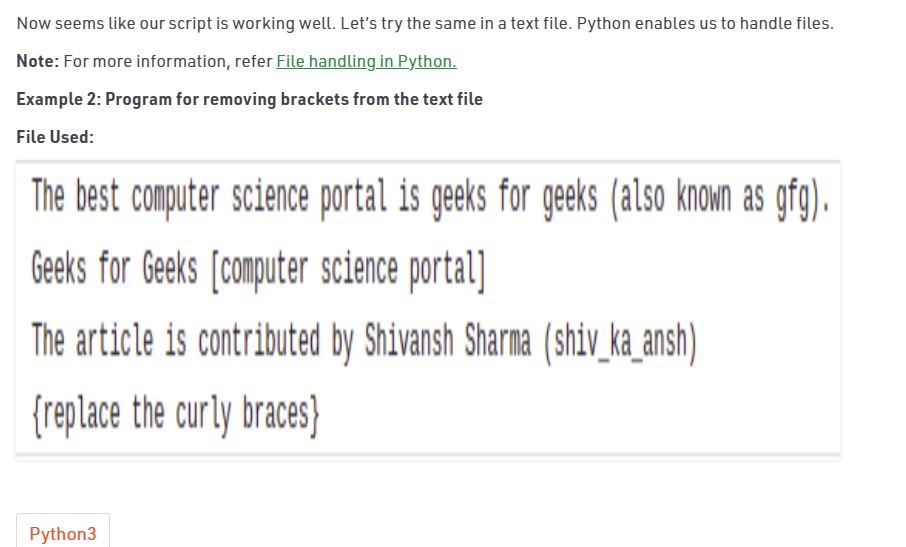 Now seems like our script is working well. Let's try the same in a text file. Python enables us to handle files.
Note: For more information, refer File handling in Python.
Example 2: Program for removing brackets from the text file
File Used:
The best computer science portal is geeks for geeks (also known as gfg).
Geeks for Geeks [computer science portal]
The article is contributed by Shivansh Sharma (shiv_ka_ansh)
{replace the curly braces}
Python3